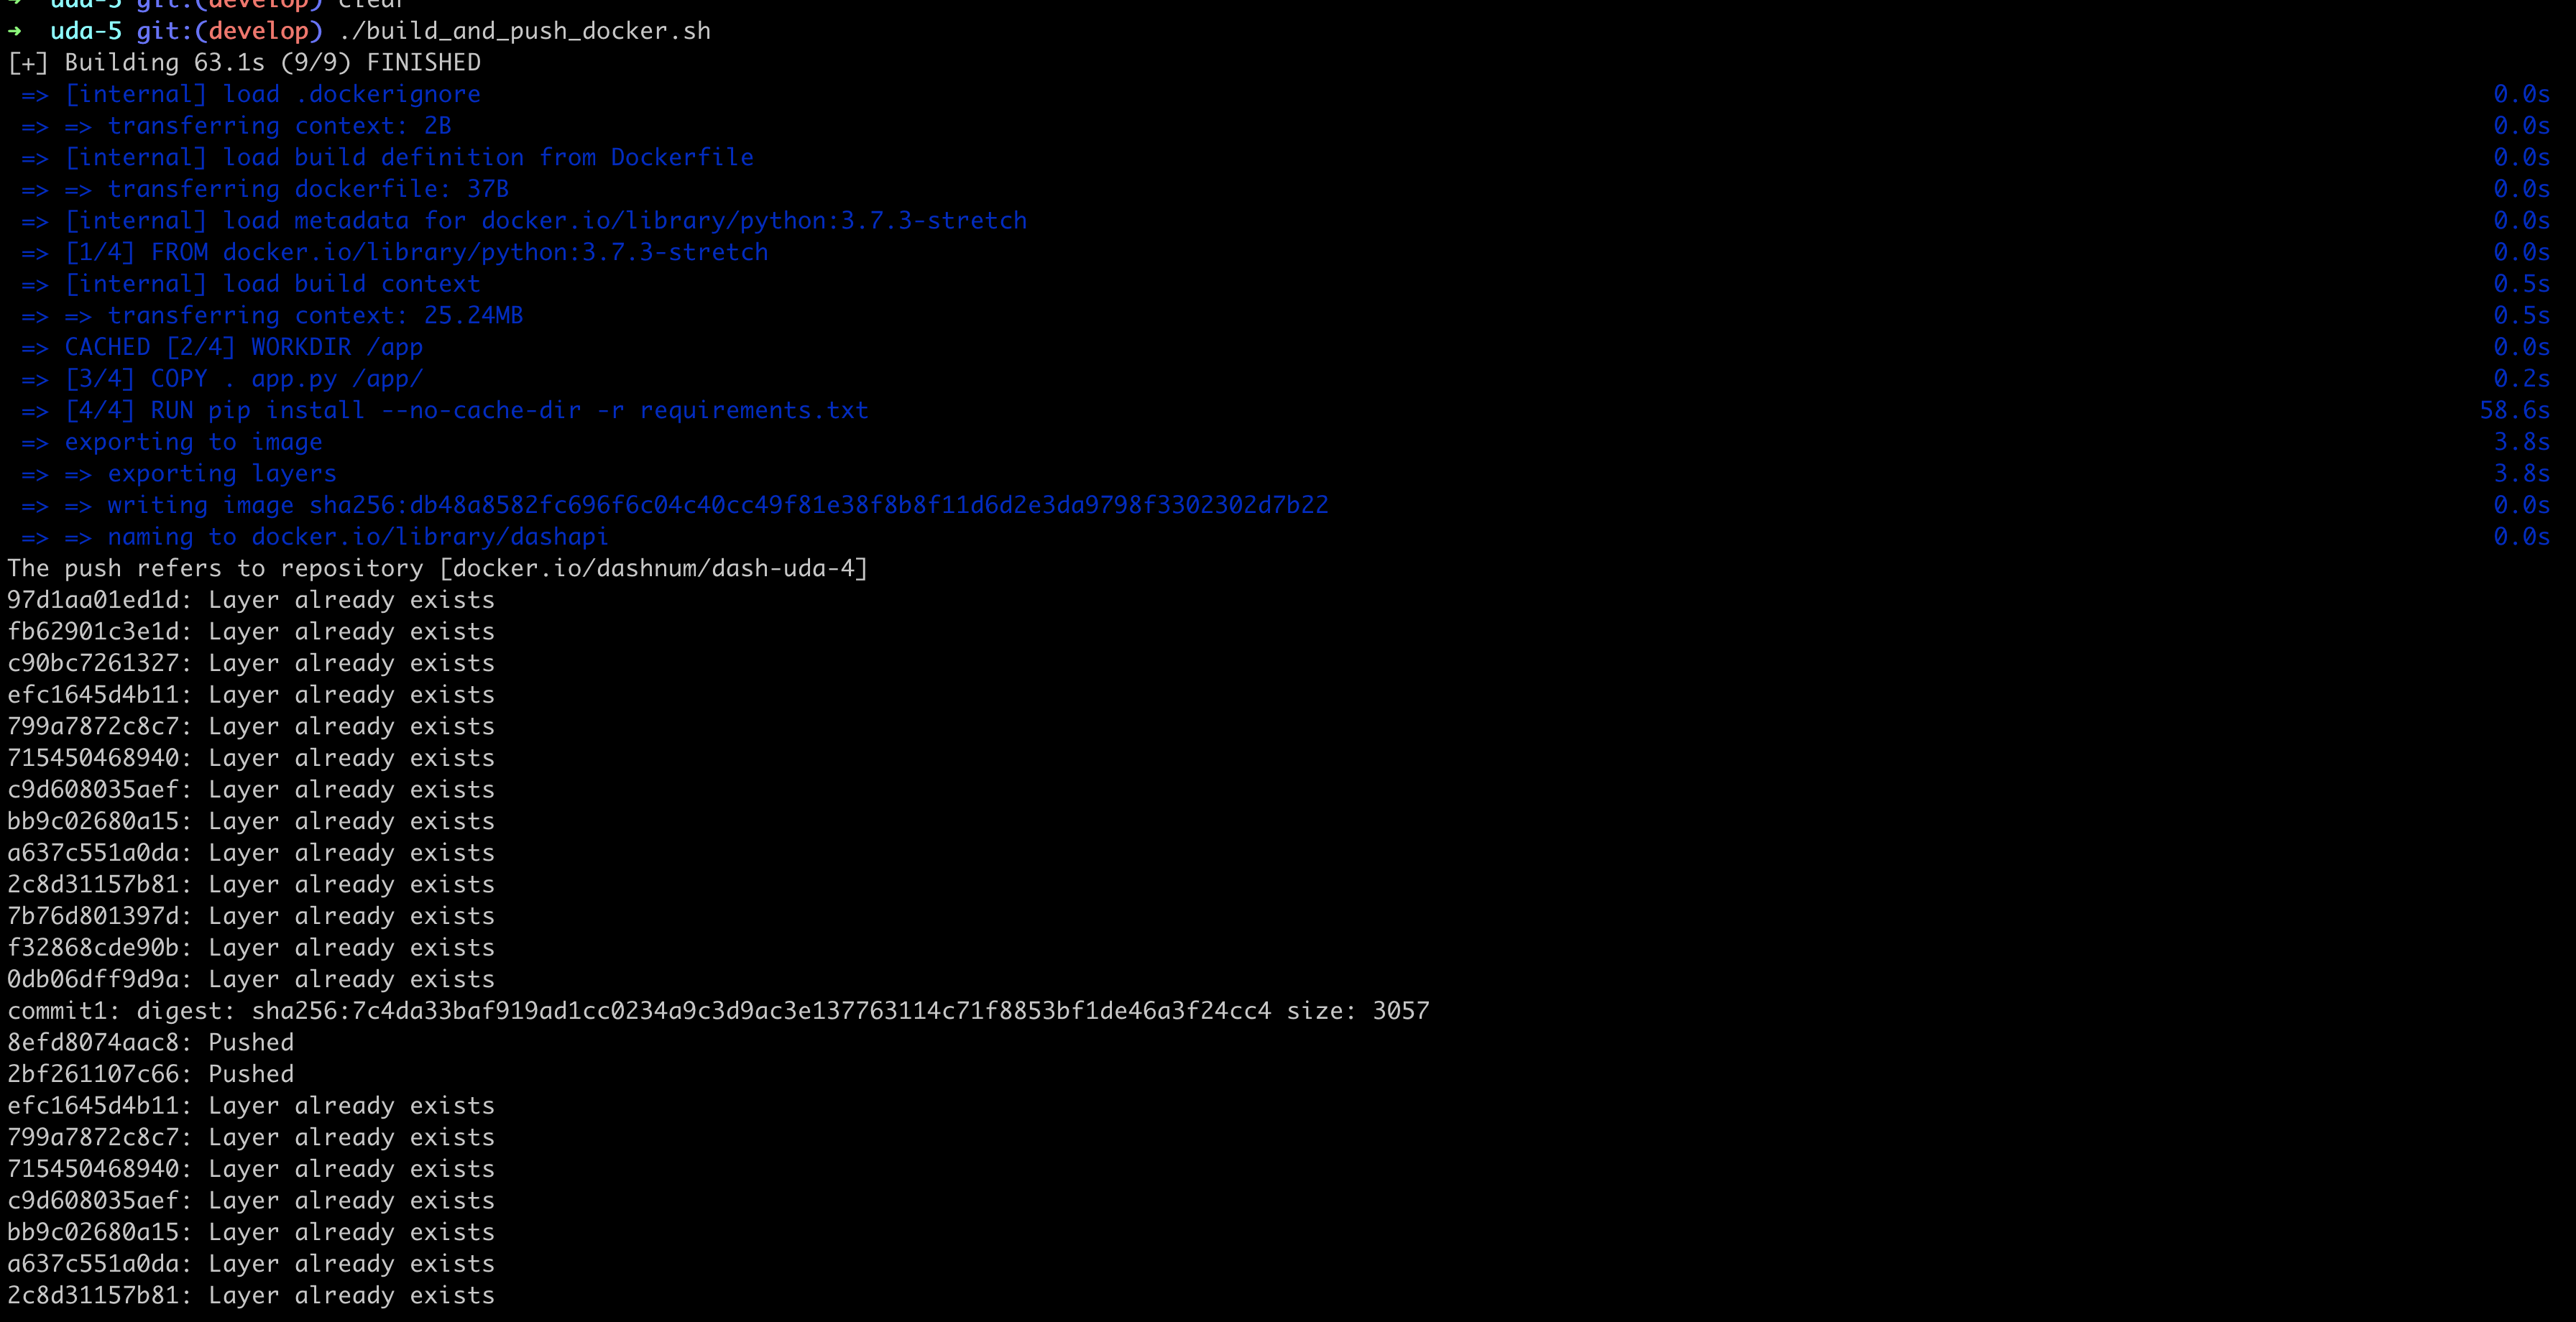 ➜  uda-5 git:(develop) clear
➜  uda-5 git:(develop) ./build_and_push_docker.sh
[+] Building 63.1s (9/9) FINISHED
 => [internal] load .dockerignore 0.0s
 => => transferring context: 2B 0.0s
 => [internal] load build definition from Dockerfile 0.0s
 => => transferring dockerfile: 37B 0.0s
 => [internal] load metadata for docker.io/library/python:3.7.3-stretch 0.0s
 => [1/4] FROM docker.io/library/python:3.7.3-stretch 0.0s
 => [internal] load build context 0.5s
 => => transferring context: 25.24MB 0.5s
 => CACHED [2/4] WORKDIR /app 0.0s
 => [3/4] COPY . app.py /app/ 0.2s
 => [4/4] RUN pip install --no-cache-dir -r requirements.txt 58.6s
 => exporting to image 3.8s
 => => exporting layers 3.8s
 => => writing image sha256:db48a8582fc696f6c04c40cc49f81e38f8b8f11d6d2e3da9798f3302302d7b22 0.0s
 => => naming to docker.io/library/dashapi 0.0s
The push refers to repository [docker.io/dashnum/dash-uda-4]
97d1aa01ed1d: Layer already exists
fb62901c3e1d: Layer already exists
c90bc7261327: Layer already exists
efc1645d4b11: Layer already exists
799a7872c8c7: Layer already exists
715450468940: Layer already exists
c9d608035aef: Layer already exists
bb9c02680a15: Layer already exists
a637c551a0da: Layer already exists
2c8d31157b81: Layer already exists
7b76d801397d: Layer already exists
f32868cde90b: Layer already exists
0db06dff9d9a: Layer already exists
commit1: digest: sha256:7c4da33baf919ad1cc0234a9c3d9ac3e137763114c71f8853bf1de46a3f24cc4 size: 3057
8efd8074aac8: Pushed
2bf261107c66: Pushed
efc1645d4b11: Layer already exists
799a7872c8c7: Layer already exists
715450468940: Layer already exists
c9d608035aef: Layer already exists
bb9c02680a15: Layer already exists
a637c551a0da: Layer already exists
2c8d31157b81: Layer already exists